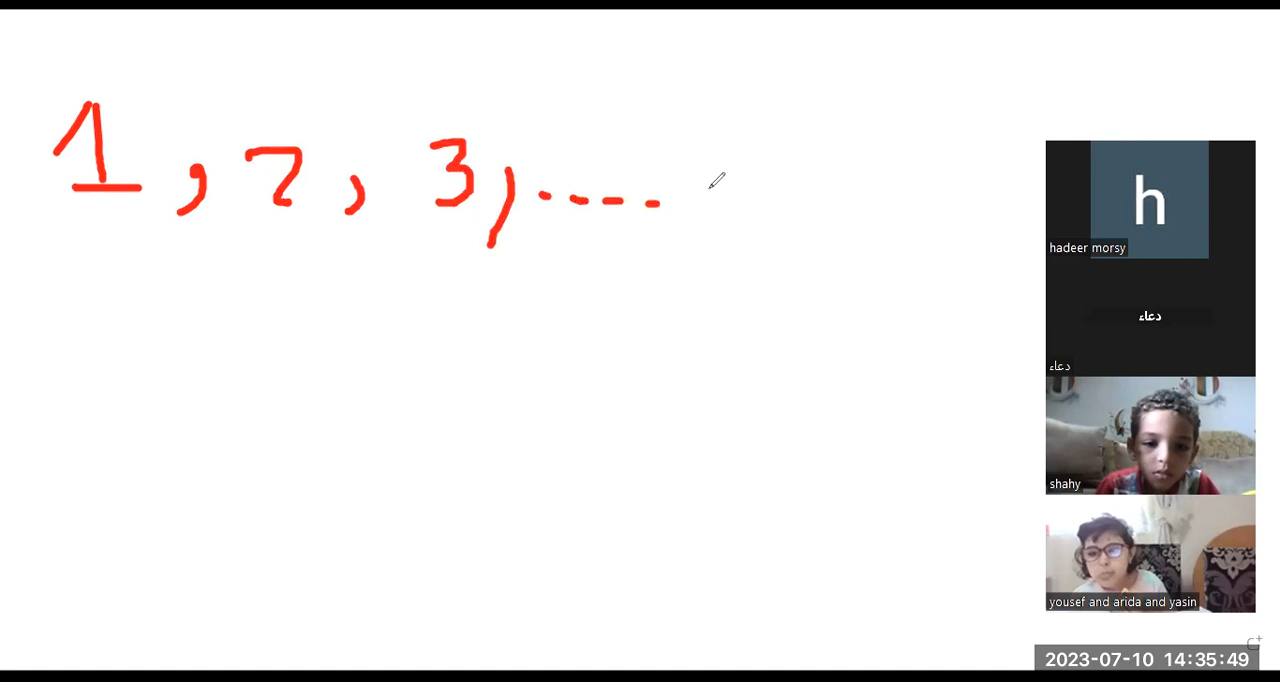 1, 2, 3, ....
h
hadeer morsy
دعاء
دعاء
shahy
yousef and arida and yasin
2023-07-10 14:35:49